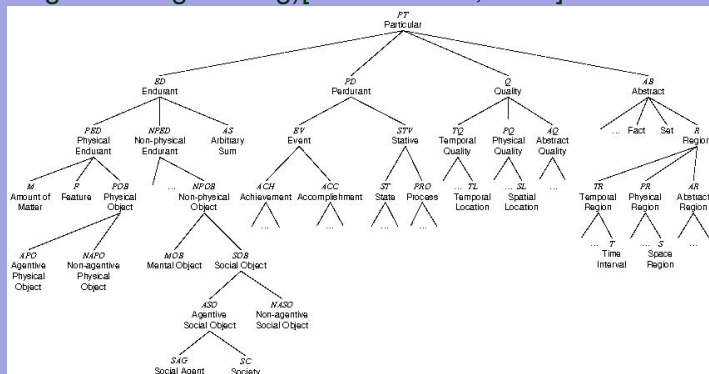 PT
Particular
ED PD Q AB
Endurant Perdurant Quality Abstract
PED NPED AS EV STV TQ PQ AQ ... Fact Set R
Physical Non-physical Arbitrary Event Stative Temporal Physical Abstract Region
Endurant Endurant Sum Quality Quality Quality
M F POB ... NPOB ACH ACC ST PRO ... TL ... SL ... TR PR AR
Amount of Feature Physical Non-physical Achievement Accomplishment State Process Temporal Spatial Temporal Physical Abstract
Matter Object Object Location Location Region Region Region
... ... ... ... ... T ... S ...
APO NAPO MOB SOB Time Space
Agentive Non-agentive Mental Object Social Object Interval Region
Physical Physical
Object Object
ASO NASO
Agentive Non-agentive
Social Object Social Object
SAG SC
Social Agent Society